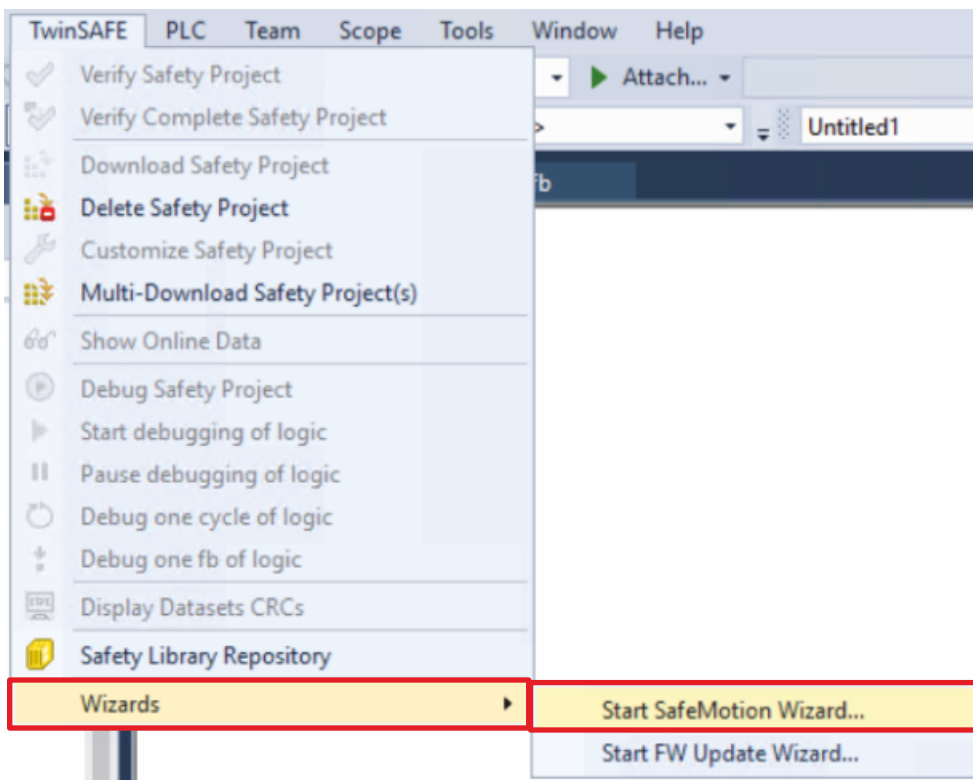 TwinSAFE PLC Team Scope Tools Window Help
Verify Safety Project
Attach...
Verify Complete Safety Project
> Untitled1
Download Safety Project
fb
Delete Safety Project
Customize Safety Project
Multi-Download Safety Project(s)
Show Online Data
Debug Safety Project
Start debugging of logic
Pause debugging of logic
Debug one cycle of logic
Debug one fb of logic
Display Datasets CRCs
Safety Library Repository
Wizards
Start SafeMotion Wizard...
Start FW Update Wizard...